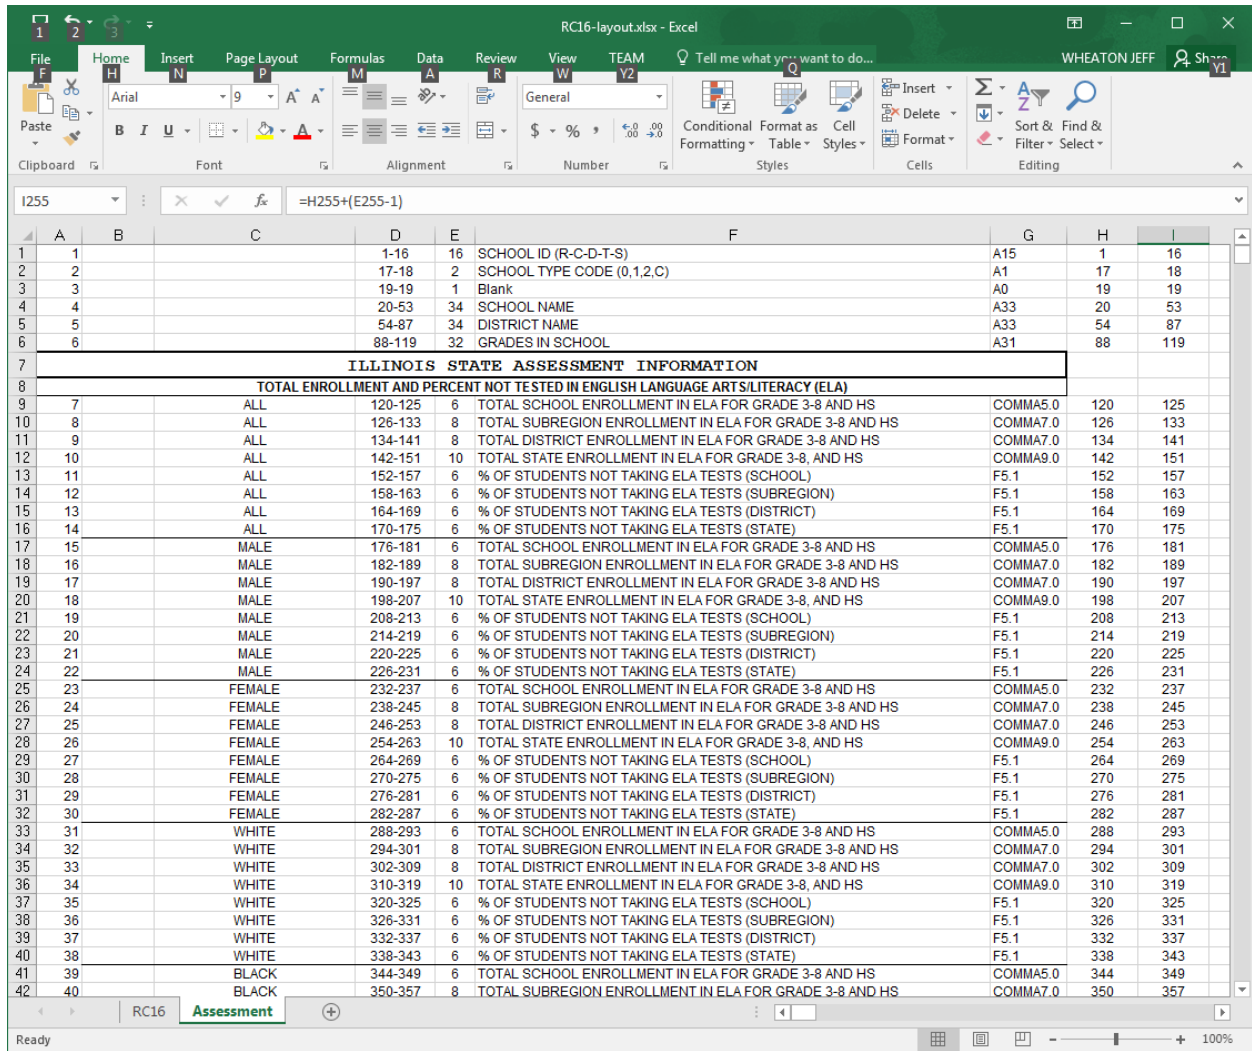 RC16-layout.xlsx - Excel
1 2 3
File Home Insert Page Layout Formulas Data Review View TEAM Tell me what you want to do... WHEATON JEFF Share
F H N P M A R W Y2 Q Y1
Arial 9 A A General Insert
Paste B I U A $ % , .0 .00 Conditional Format as Cell Delete Sort & Find &
Formatting Table Styles Format Filter Select
Clipboard Font Alignment Number Styles Cells Editing
I255 fx =H255+(E255-1)
A B C D E F G H I
1 1 1-16 16 SCHOOL ID (R-C-D-T-S) A15 1 16
2 2 17-18 2 SCHOOL TYPE CODE (0,1,2,C) A1 17 18
3 3 19-19 1 Blank A0 19 19
4 4 20-53 34 SCHOOL NAME A33 20 53
5 5 54-87 34 DISTRICT NAME A33 54 87
6 6 88-119 32 GRADES IN SCHOOL A31 88 119
7 ILLINOIS STATE ASSESSMENT INFORMATION
8 TOTAL ENROLLMENT AND PERCENT NOT TESTED IN ENGLISH LANGUAGE ARTS/LITERACY (ELA)
9 7 ALL 120-125 6 TOTAL SCHOOL ENROLLMENT IN ELA FOR GRADE 3-8 AND HS COMMA5.0 120 125
10 8 ALL 126-133 8 TOTAL SUBREGION ENROLLMENT IN ELA FOR GRADE 3-8 AND HS COMMA7.0 126 133
11 9 ALL 134-141 8 TOTAL DISTRICT ENROLLMENT IN ELA FOR GRADE 3-8 AND HS COMMA7.0 134 141
12 10 ALL 142-151 10 TOTAL STATE ENROLLMENT IN ELA FOR GRADE 3-8, AND HS COMMA9.0 142 151
13 11 ALL 152-157 6 % OF STUDENTS NOT TAKING ELA TESTS (SCHOOL) F5.1 152 157
14 12 ALL 158-163 6 % OF STUDENTS NOT TAKING ELA TESTS (SUBREGION) F5.1 158 163
15 13 ALL 164-169 6 % OF STUDENTS NOT TAKING ELA TESTS (DISTRICT) F5.1 164 169
16 14 ALL 170-175 6 % OF STUDENTS NOT TAKING ELA TESTS (STATE) F5.1 170 175
17 15 MALE 176-181 6 TOTAL SCHOOL ENROLLMENT IN ELA FOR GRADE 3-8 AND HS COMMA5.0 176 181
18 16 MALE 182-189 8 TOTAL SUBREGION ENROLLMENT IN ELA FOR GRADE 3-8 AND HS COMMA7.0 182 189
19 17 MALE 190-197 8 TOTAL DISTRICT ENROLLMENT IN ELA FOR GRADE 3-8 AND HS COMMA7.0 190 197
20 18 MALE 198-207 10 TOTAL STATE ENROLLMENT IN ELA FOR GRADE 3-8, AND HS COMMA9.0 198 207
21 19 MALE 208-213 6 % OF STUDENTS NOT TAKING ELA TESTS (SCHOOL) F5.1 208 213
22 20 MALE 214-219 6 % OF STUDENTS NOT TAKING ELA TESTS (SUBREGION) F5.1 214 219
23 21 MALE 220-225 6 % OF STUDENTS NOT TAKING ELA TESTS (DISTRICT) F5.1 220 225
24 22 MALE 226-231 6 % OF STUDENTS NOT TAKING ELA TESTS (STATE) F5.1 226 231
25 23 FEMALE 232-237 6 TOTAL SCHOOL ENROLLMENT IN ELA FOR GRADE 3-8 AND HS COMMA5.0 232 237
26 24 FEMALE 238-245 8 TOTAL SUBREGION ENROLLMENT IN ELA FOR GRADE 3-8 AND HS COMMA7.0 238 245
27 25 FEMALE 246-253 8 TOTAL DISTRICT ENROLLMENT IN ELA FOR GRADE 3-8 AND HS COMMA7.0 246 253
28 26 FEMALE 254-263 10 TOTAL STATE ENROLLMENT IN ELA FOR GRADE 3-8, AND HS COMMA9.0 254 263
29 27 FEMALE 264-269 6 % OF STUDENTS NOT TAKING ELA TESTS (SCHOOL) F5.1 264 269
30 28 FEMALE 270-275 6 % OF STUDENTS NOT TAKING ELA TESTS (SUBREGION) F5.1 270 275
31 29 FEMALE 276-281 6 % OF STUDENTS NOT TAKING ELA TESTS (DISTRICT) F5.1 276 281
32 30 FEMALE 282-287 6 % OF STUDENTS NOT TAKING ELA TESTS (STATE) F5.1 282 287
33 31 WHITE 288-293 6 TOTAL SCHOOL ENROLLMENT IN ELA FOR GRADE 3-8 AND HS COMMA5.0 288 293
34 32 WHITE 294-301 8 TOTAL SUBREGION ENROLLMENT IN ELA FOR GRADE 3-8 AND HS COMMA7.0 294 301
35 33 WHITE 302-309 8 TOTAL DISTRICT ENROLLMENT IN ELA FOR GRADE 3-8 AND HS COMMA7.0 302 309
36 34 WHITE 310-319 10 TOTAL STATE ENROLLMENT IN ELA FOR GRADE 3-8, AND HS COMMA9.0 310 319
37 35 WHITE 320-325 6 % OF STUDENTS NOT TAKING ELA TESTS (SCHOOL) F5.1 320 325
38 36 WHITE 326-331 6 % OF STUDENTS NOT TAKING ELA TESTS (SUBREGION) F5.1 326 331
39 37 WHITE 332-337 6 % OF STUDENTS NOT TAKING ELA TESTS (DISTRICT) F5.1 332 337
40 38 WHITE 338-343 6 % OF STUDENTS NOT TAKING ELA TESTS (STATE) F5.1 338 343
41 39 BLACK 344-349 6 TOTAL SCHOOL ENROLLMENT IN ELA FOR GRADE 3-8 AND HS COMMA5.0 344 349
42 40 BLACK 350-357 8 TOTAL SUBREGION ENROLLMENT IN ELA FOR GRADE 3-8 AND HS COMMA7.0 350 357
RC16 Assessment
Ready 100%